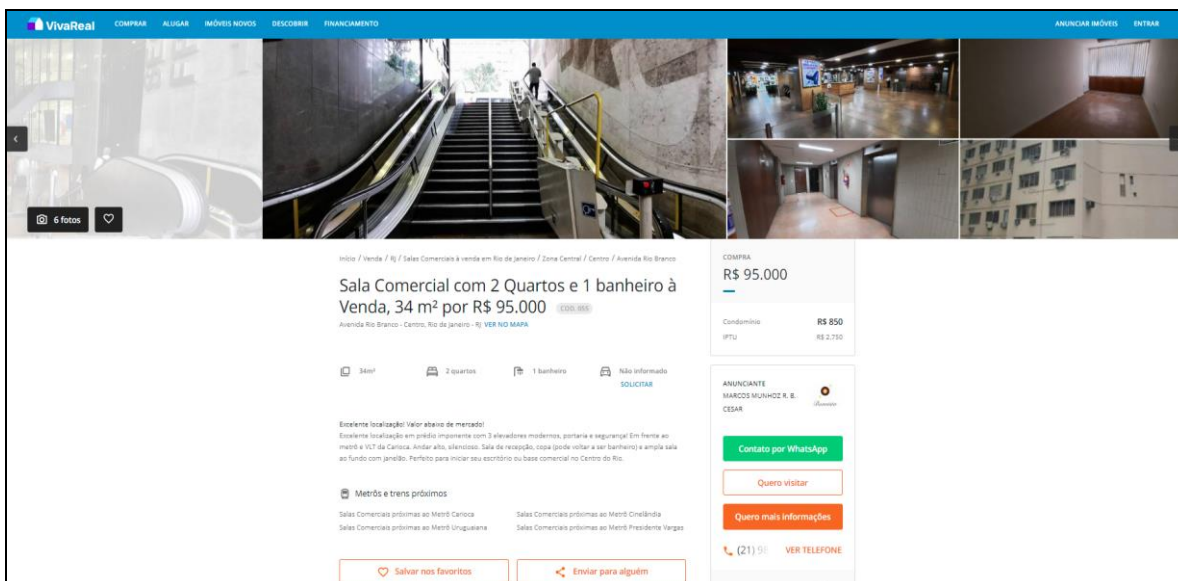 VivaReal COMPRAR ALUGAR IMÓVEIS NOVOS DESCOBRIR FINANCIAMENTO ANUNCIAR IMÓVEIS ENTRAR
6 fotos
Início / Venda / RJ / Salas Comerciais à venda em Rio de Janeiro / Zona Central / Centro / Avenida Rio Branco
Sala Comercial com 2 Quartos e 1 banheiro à
Venda, 34 m² por R$ 95.000 COD. 655
Avenida Rio Branco - Centro, Rio de Janeiro - RJ VER NO MAPA
34m² 2 quartos 1 banheiro Não informado
SOLICITAR
Excelente localização! Valor abaixo de mercado!
Excelente localização em prédio imponente com 3 elevadores modernos, portaria e segurança! Em frente ao
metrô e VLT da Carioca. Andar alto, silencioso. Sala de recepção, copa (pode voltar a ser banheiro) e ampla sala
ao fundo com janelão. Perfeito para iniciar seu escritório ou base comercial no Centro do Rio.
Metrôs e trens próximos
Salas Comerciais próximas ao Metrô Carioca Salas Comerciais próximas ao Metrô Cinelândia
Salas Comerciais próximas ao Metrô Uruguaiana Salas Comerciais próximas ao Metrô Presidente Vargas
Salvar nos favoritos Enviar para alguém
COMPRA
R$ 95.000
Condomínio R$ 850
IPTU R$ 2.750
ANUNCIANTE
MARCOS MUNHOZ R. B.
CESAR
Contato por WhatsApp
Quero visitar
Quero mais informações
(21) 9 VER TELEFONE